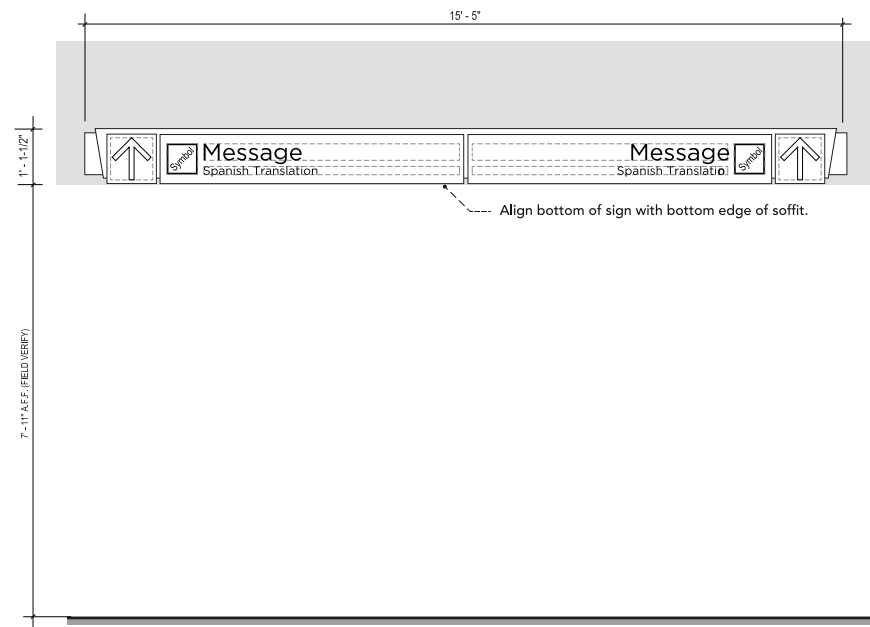 15' - 5"
1' - 1-1/2"
Symbol Message
Spanish Translation
Message Symbol
Spanish Translation
Align bottom of sign with bottom edge of soffit.
7' - 11" A.F.F. (FIELD VERIFY)